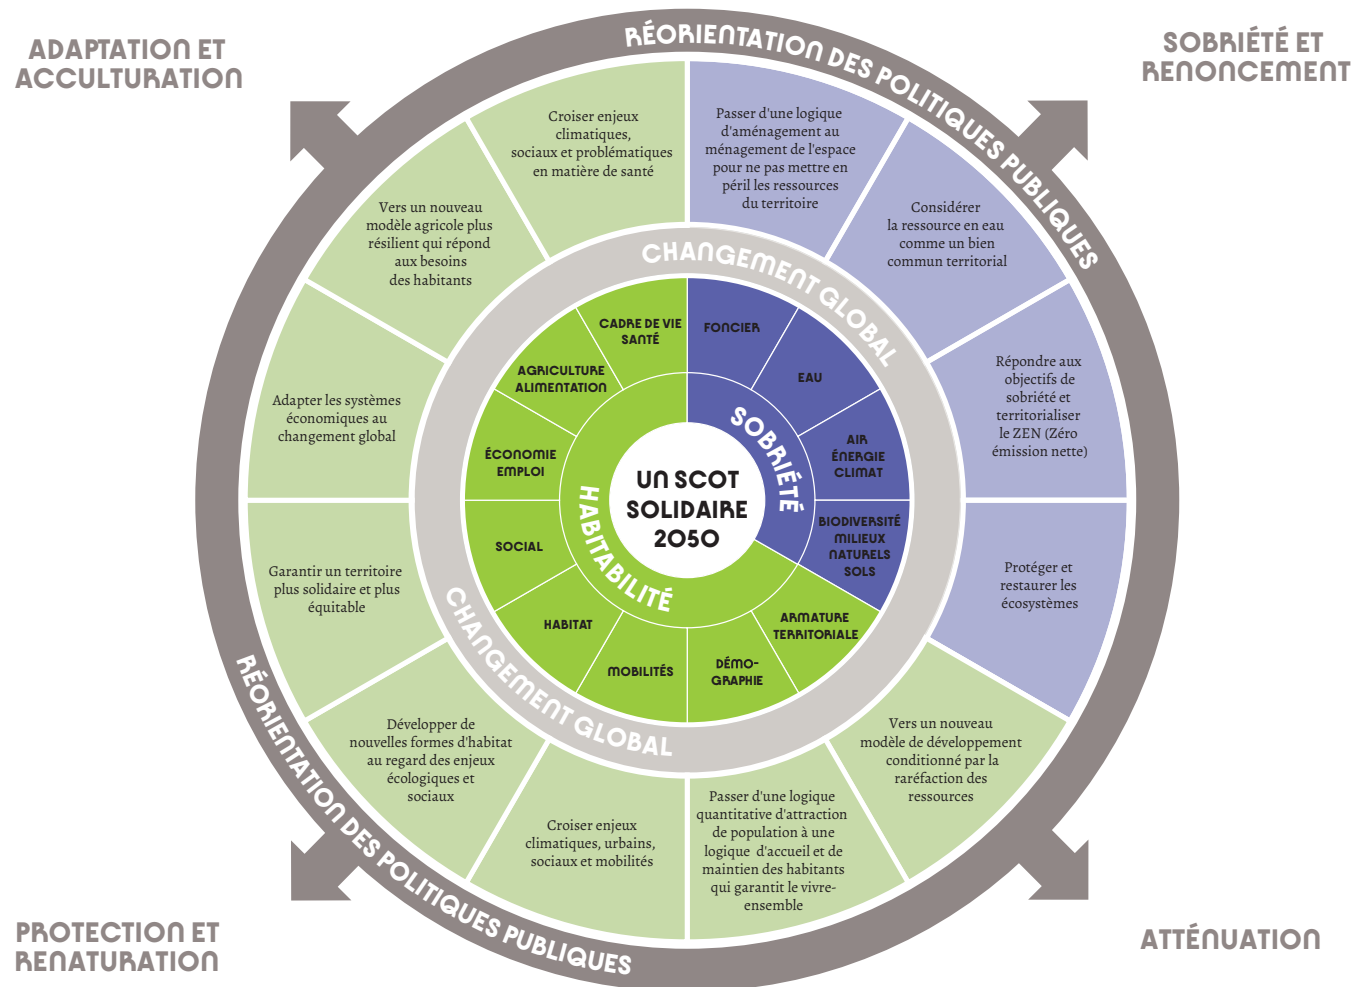 ADAPTATION ET
ACCULTURATION
SOBRIÉTÉ ET
RENONCEMENT
RÉORIENTATION DES POLITIQUES PUBLIQUES
Croiser enjeux
climatiques,
sociaux et problématiques
en matière de santé
Passer d'une logique
d'aménagement au
ménagement de l'espace
pour ne pas mettre en
péril les ressources
du territoire
Vers un nouveau
modèle agricole plus
résilient qui répond
aux besoins
des habitants
Considérer
la ressource en eau
comme un bien
commun territorial
Adapter les systèmes
économiques au
changement global
Répondre aux
objectifs de
sobriété et
territorialiser
le ZEN (Zéro
émission nette)
Garantir un territoire
plus solidaire et plus
équitable
Protéger et
restaurer les
écosystèmes
Développer de
nouvelles formes d'habitat
au regard des enjeux
écologiques et
sociaux
Croiser enjeux
climatiques, urbains,
sociaux et mobilités
Passer d'une logique
quantitative d'attraction
de population à une
logique d'accueil et de
maintien des habitants
qui garantit le vivre-
ensemble
Vers un nouveau
modèle de développement
conditionné par la
raréfaction des
ressources
CHANGEMENT GLOBAL
CADRE DE VIE
SANTÉ
FONCIER
AGRICULTURE
ALIMENTATION
EAU
ÉCONOMIE
EMPLOI
AIR
ÉNERGIE
CLIMAT
SOCIAL
BIODIVERSITÉ
MILIEUX
NATURELS
SOLS
HABITAT
MOBILITÉS
DÉMO-
GRAPHIE
ARMATURE
TERRITORIALE
SOBRIÉTÉ
HABITABILITÉ
UN SCOT
SOLIDAIRE
2050
CHANGEMENT GLOBAL
RÉORIENTATION DES POLITIQUES PUBLIQUES
PROTECTION ET
RENATURATION
ATTÉNUATION